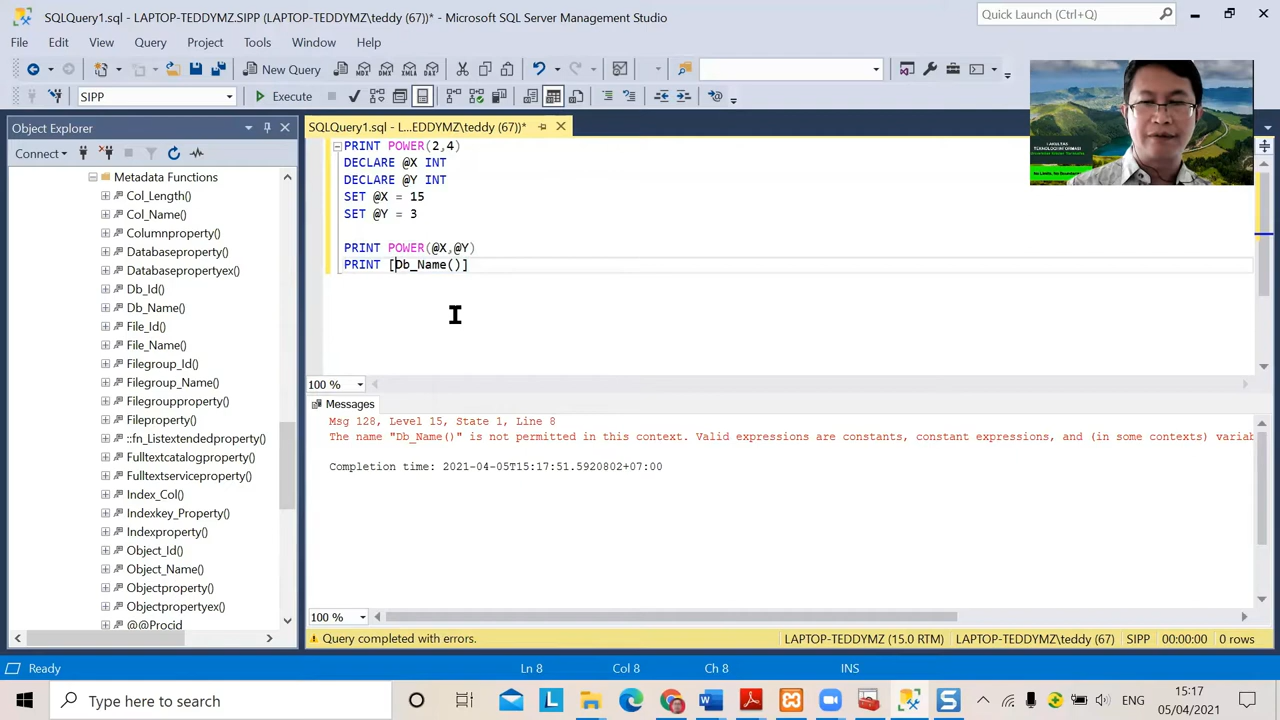 SQLQuery1.sql - LAPTOP-TEDDYMZ.SIPP (LAPTOP-TEDDYMZ\teddy (67))* - Microsoft SQL Server Management Studio
Quick Launch (Ctrl+Q)
File Edit View Query Project Tools Window Help
New Query MDX DMX XMLA DAX
SIPP Execute
Object Explorer
SQLQuery1.sql - L...EDDYMZ\teddy (67))*
Connect
Metadata Functions
Col_Length()
Col_Name()
Columnproperty()
Databaseproperty()
Databasepropertyex()
Db_Id()
Db_Name()
File_Id()
File_Name()
Filegroup_Id()
Filegroup_Name()
Filegroupproperty()
Fileproperty()
::fn_Listextendedproperty()
Fulltextcatalogproperty()
Fulltextserviceproperty()
Index_Col()
Indexkey_Property()
Indexproperty()
Object_Id()
Object_Name()
Objectproperty()
Objectpropertyex()
@@Procid
PRINT POWER(2,4)
DECLARE @X INT
DECLARE @Y INT
SET @X = 15
SET @Y = 3
PRINT POWER(@X,@Y)
PRINT [Db_Name()]
FAKULTAS
TEKNOLOGI INFORMASI
100 %
Messages
Msg 128, Level 15, State 1, Line 8
The name "Db_Name()" is not permitted in this context. Valid expressions are constants, constant expressions, and (in some contexts) variab
Completion time: 2021-04-05T15:17:51.5920802+07:00
100 %
Query completed with errors. LAPTOP-TEDDYMZ (15.0 RTM) LAPTOP-TEDDYMZ\teddy (67) SIPP 00:00:00 0 rows
Ready Ln 8 Col 8 Ch 8 INS
Type here to search
ENG
15:17
05/04/2021